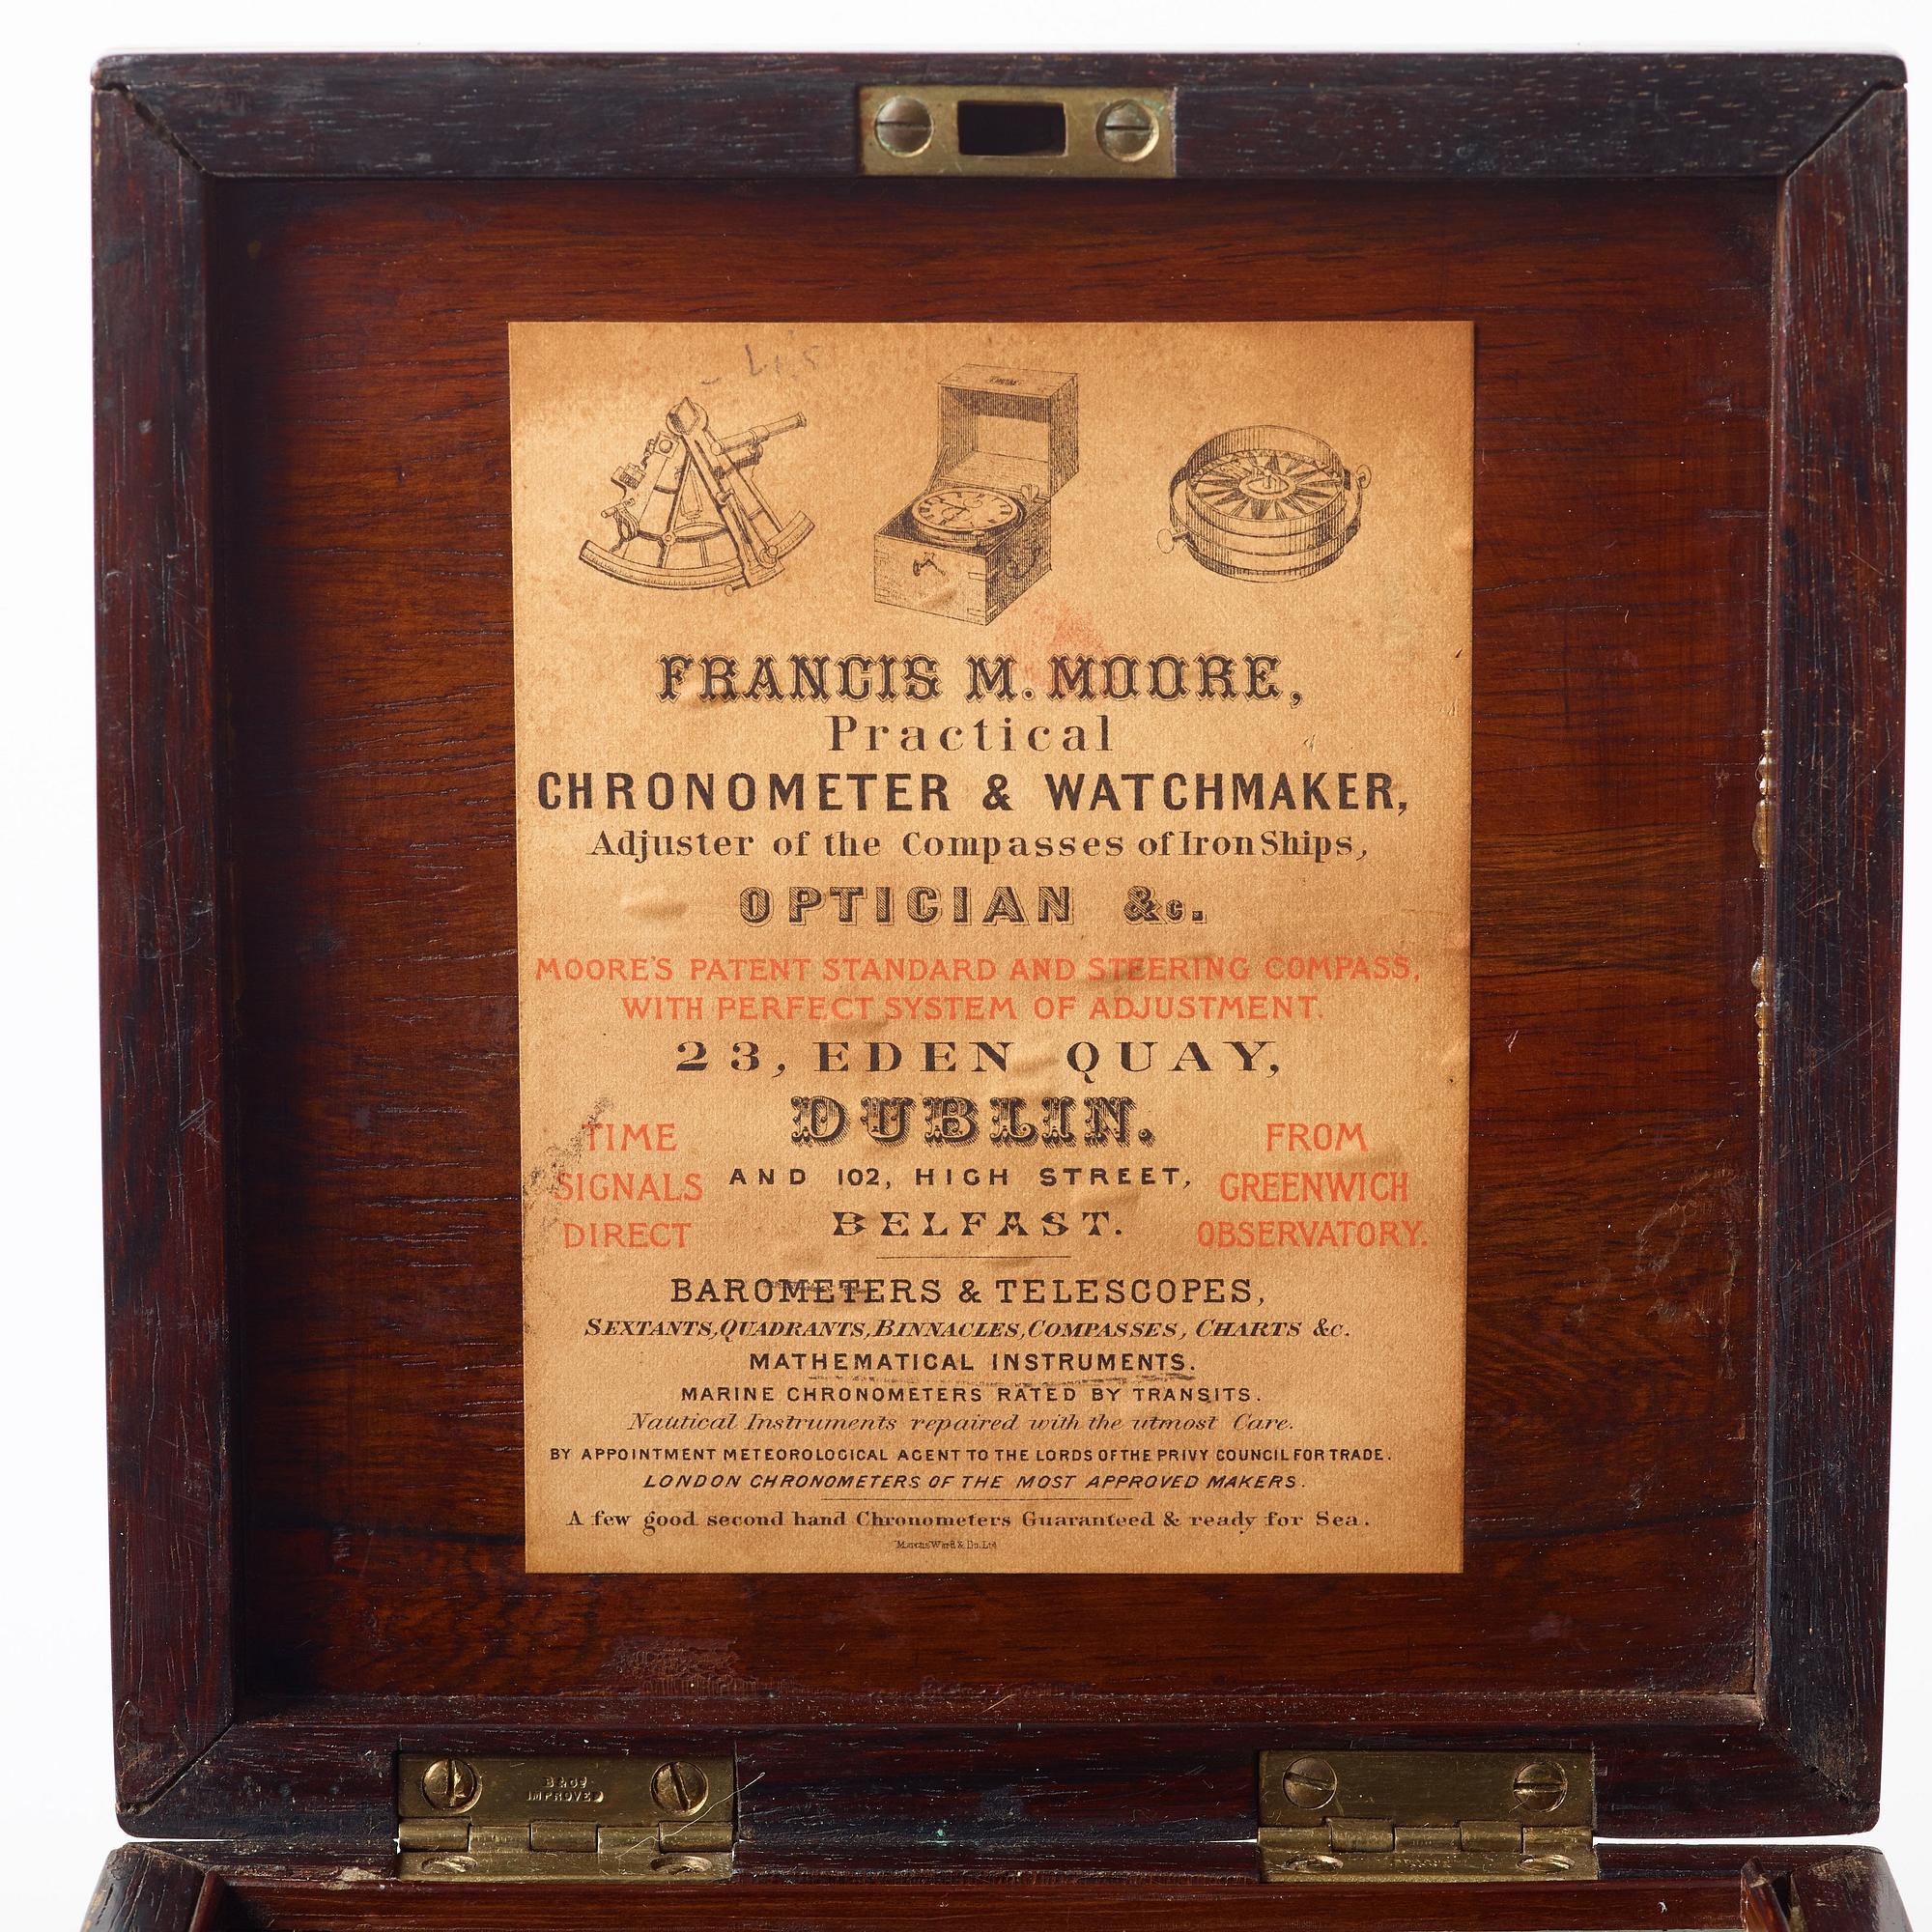 FRANCIS M. MOORE,
Practical
CHRONOMETER & WATCHMAKER,
Adjuster of the Compasses of Iron Ships,
OPTICIAN &c.
MOORE'S PATENT STANDARD AND STEERING COMPASS,
WITH PERFECT SYSTEM OF ADJUSTMENT.
23, EDEN QUAY,
DUBLIN.
AND 102, HIGH STREET,
BELFAST.
TIME
SIGNALS
DIRECT
FROM
GREENWICH
OBSERVATORY.
BAROMETERS & TELESCOPES,
SEXTANTS, QUADRANTS, BINNACLES, COMPASSES, CHARTS &c.
MATHEMATICAL INSTRUMENTS.
MARINE CHRONOMETERS RATED BY TRANSITS.
Nautical Instruments repaired with the utmost Care.
BY APPOINTMENT METEOROLOGICAL AGENT TO THE LORDS OF THE PRIVY COUNCIL FOR TRADE.
LONDON CHRONOMETERS OF THE MOST APPROVED MAKERS.
A few good second hand Chronometers Guaranteed & ready for Sea.
Marcus Ward & Co. Ltd
IMPROVED